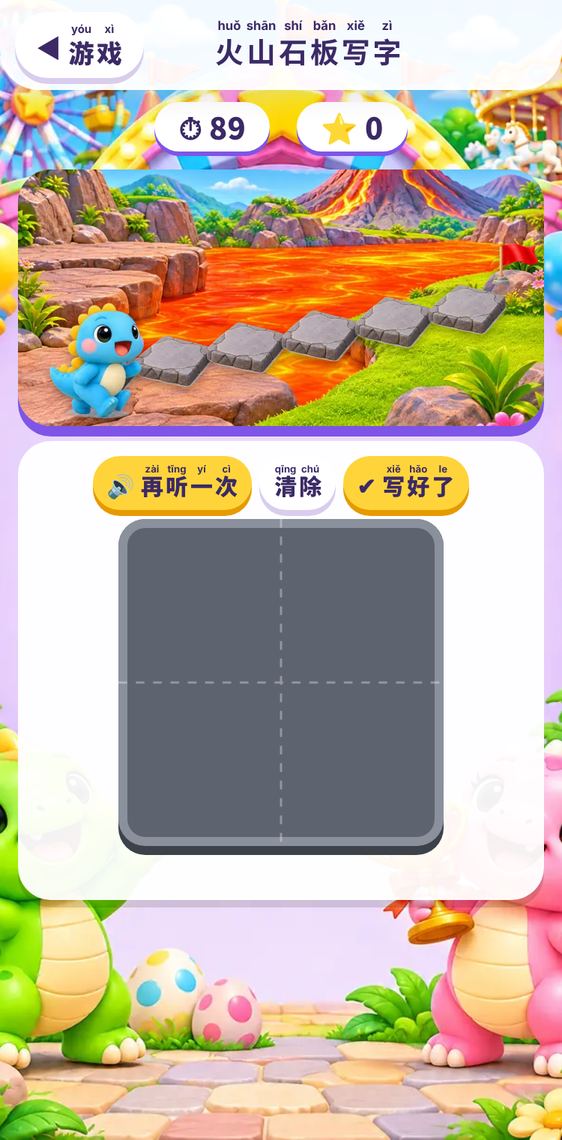 yóu xì
游戏
huǒ shān shí bǎn xiě zì
火山石板写字
89
0
zài tīng yí cì
再听一次
qīng chú
清除
xiě hǎo le
✔ 写好了